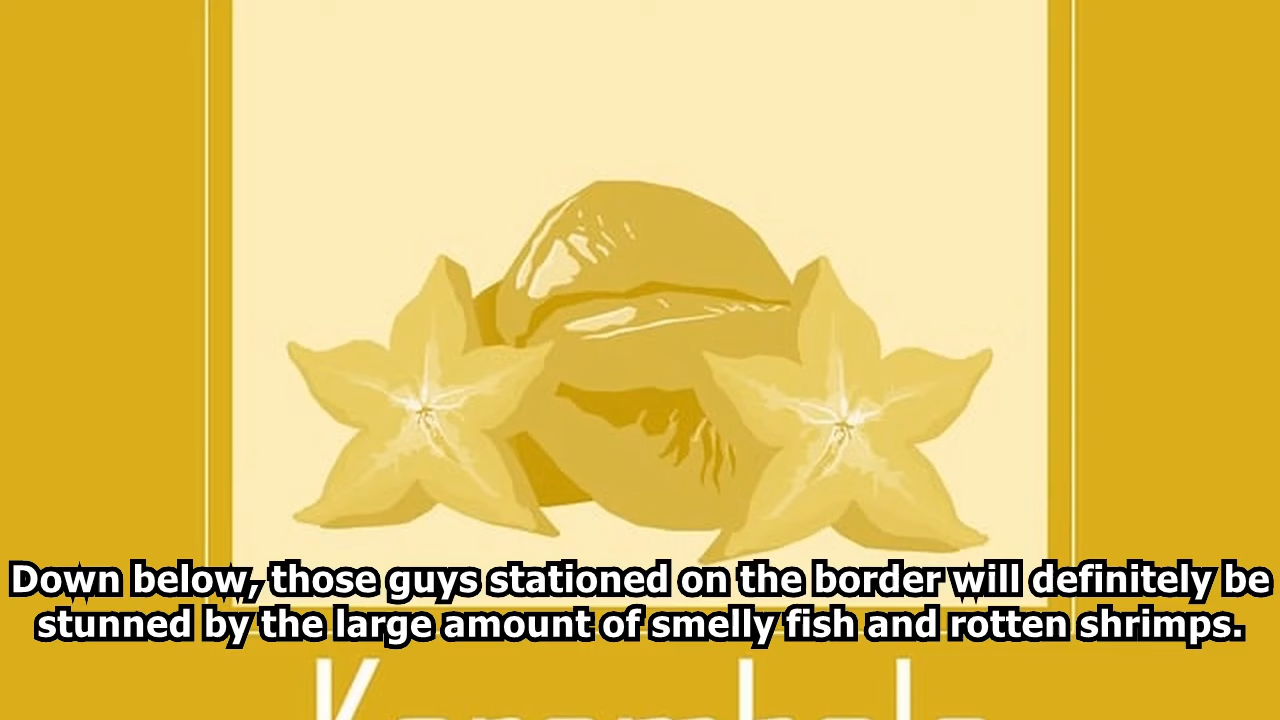 Down below, those guys stationed on the border will definitely be
stunned by the large amount of smelly fish and rotten shrimps.